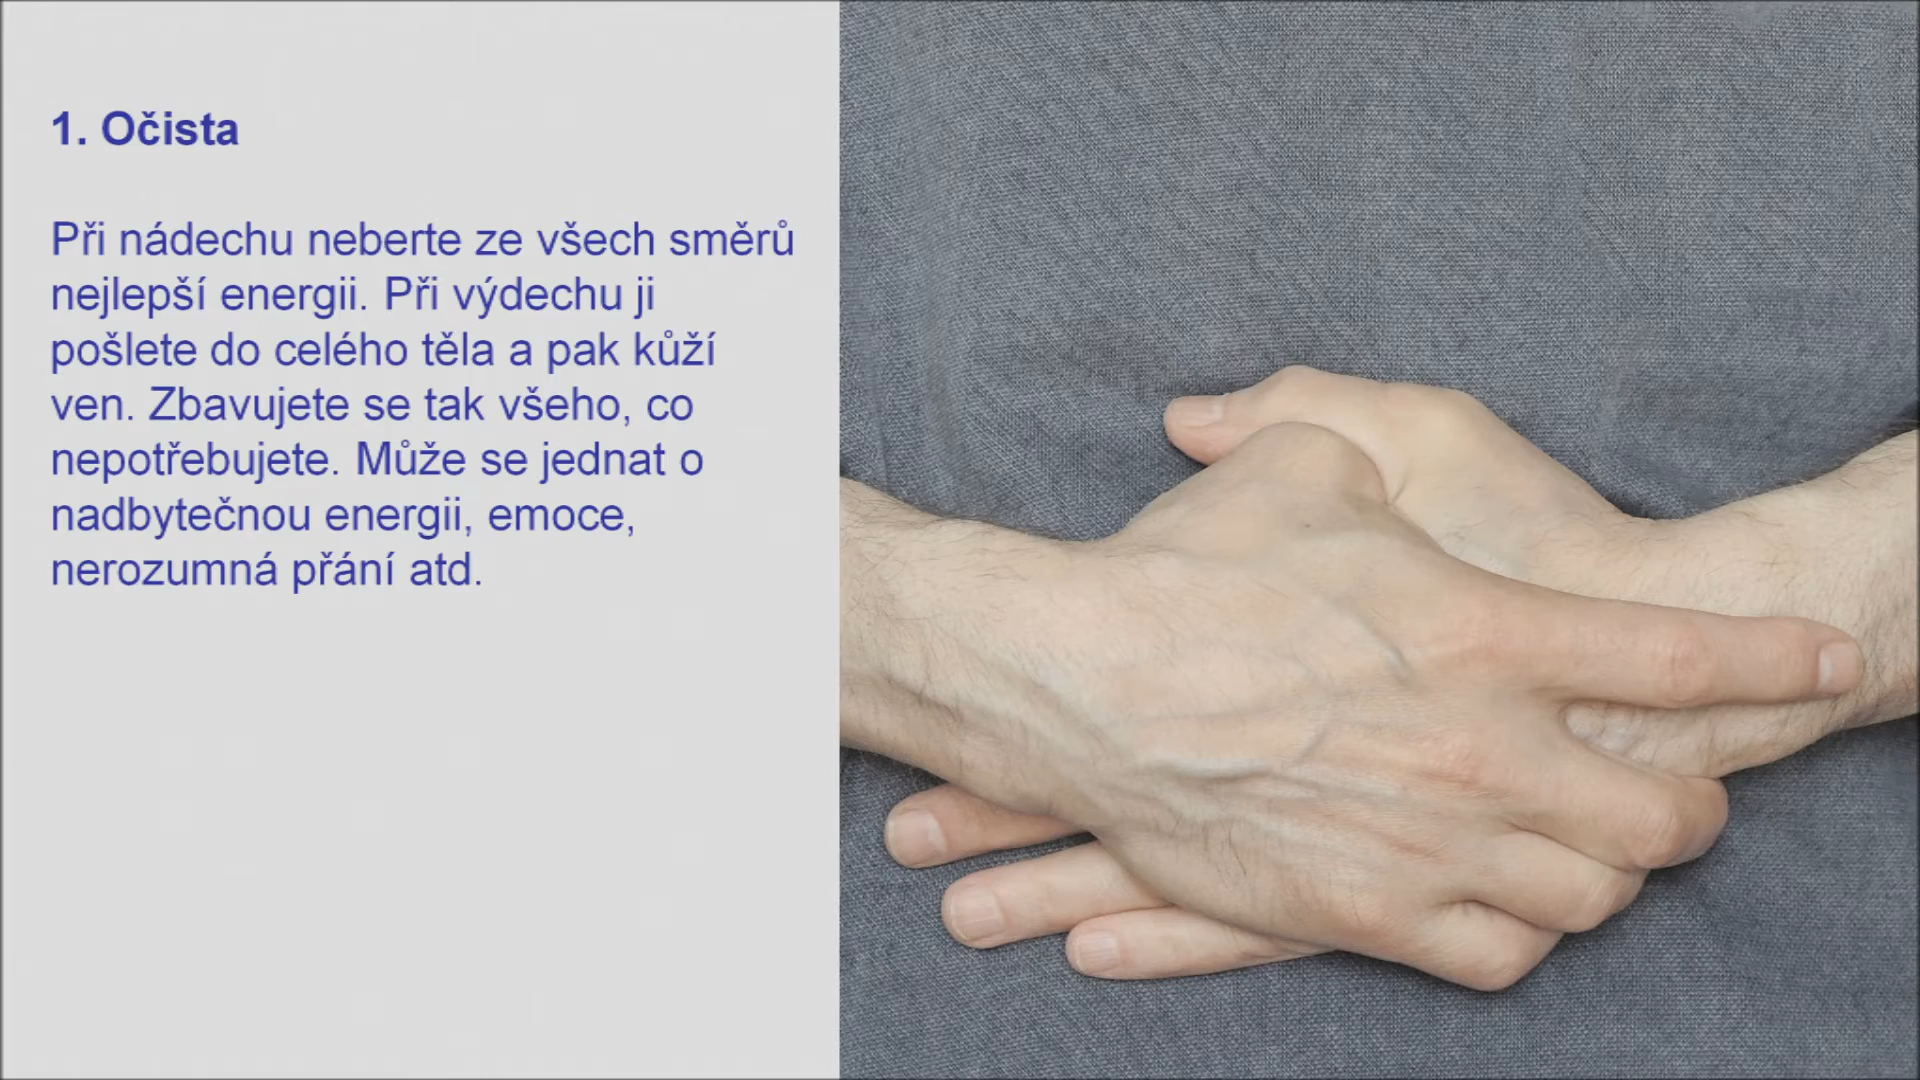 1. Očista
Při nádechu neberte ze všech směrů
nejlepší energii. Při výdechu ji
pošlete do celého těla a pak kůží
ven. Zbavujete se tak všeho, co
nepotřebujete. Může se jednat o
nadbytečnou energii, emoce,
nerozumná přání atd.